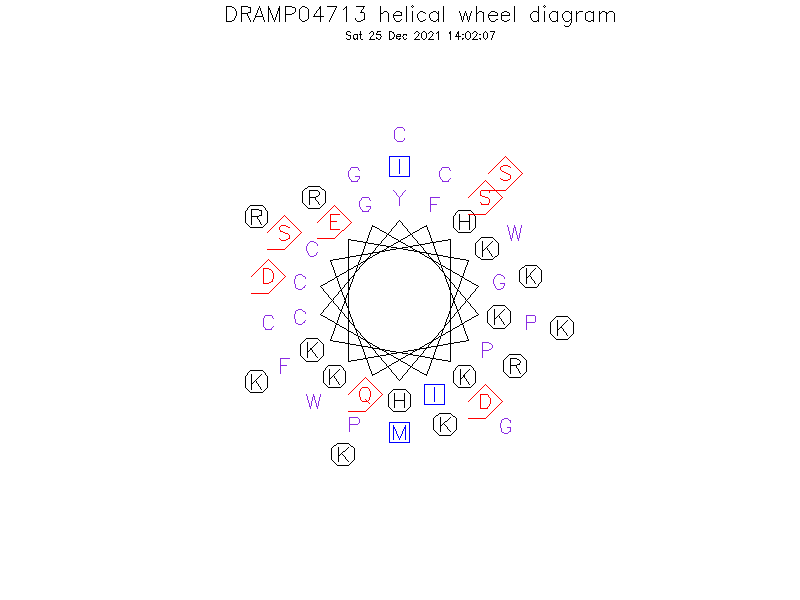 DRAMP04713 helical wheel diagram
Sat 25 Dec 2021 14:02:07
C
I
G C S
R Y S
G F
R E H W
S C K
D C G K
C C K P K
K P
F R
K K K
W Q H I D
P M K G
K